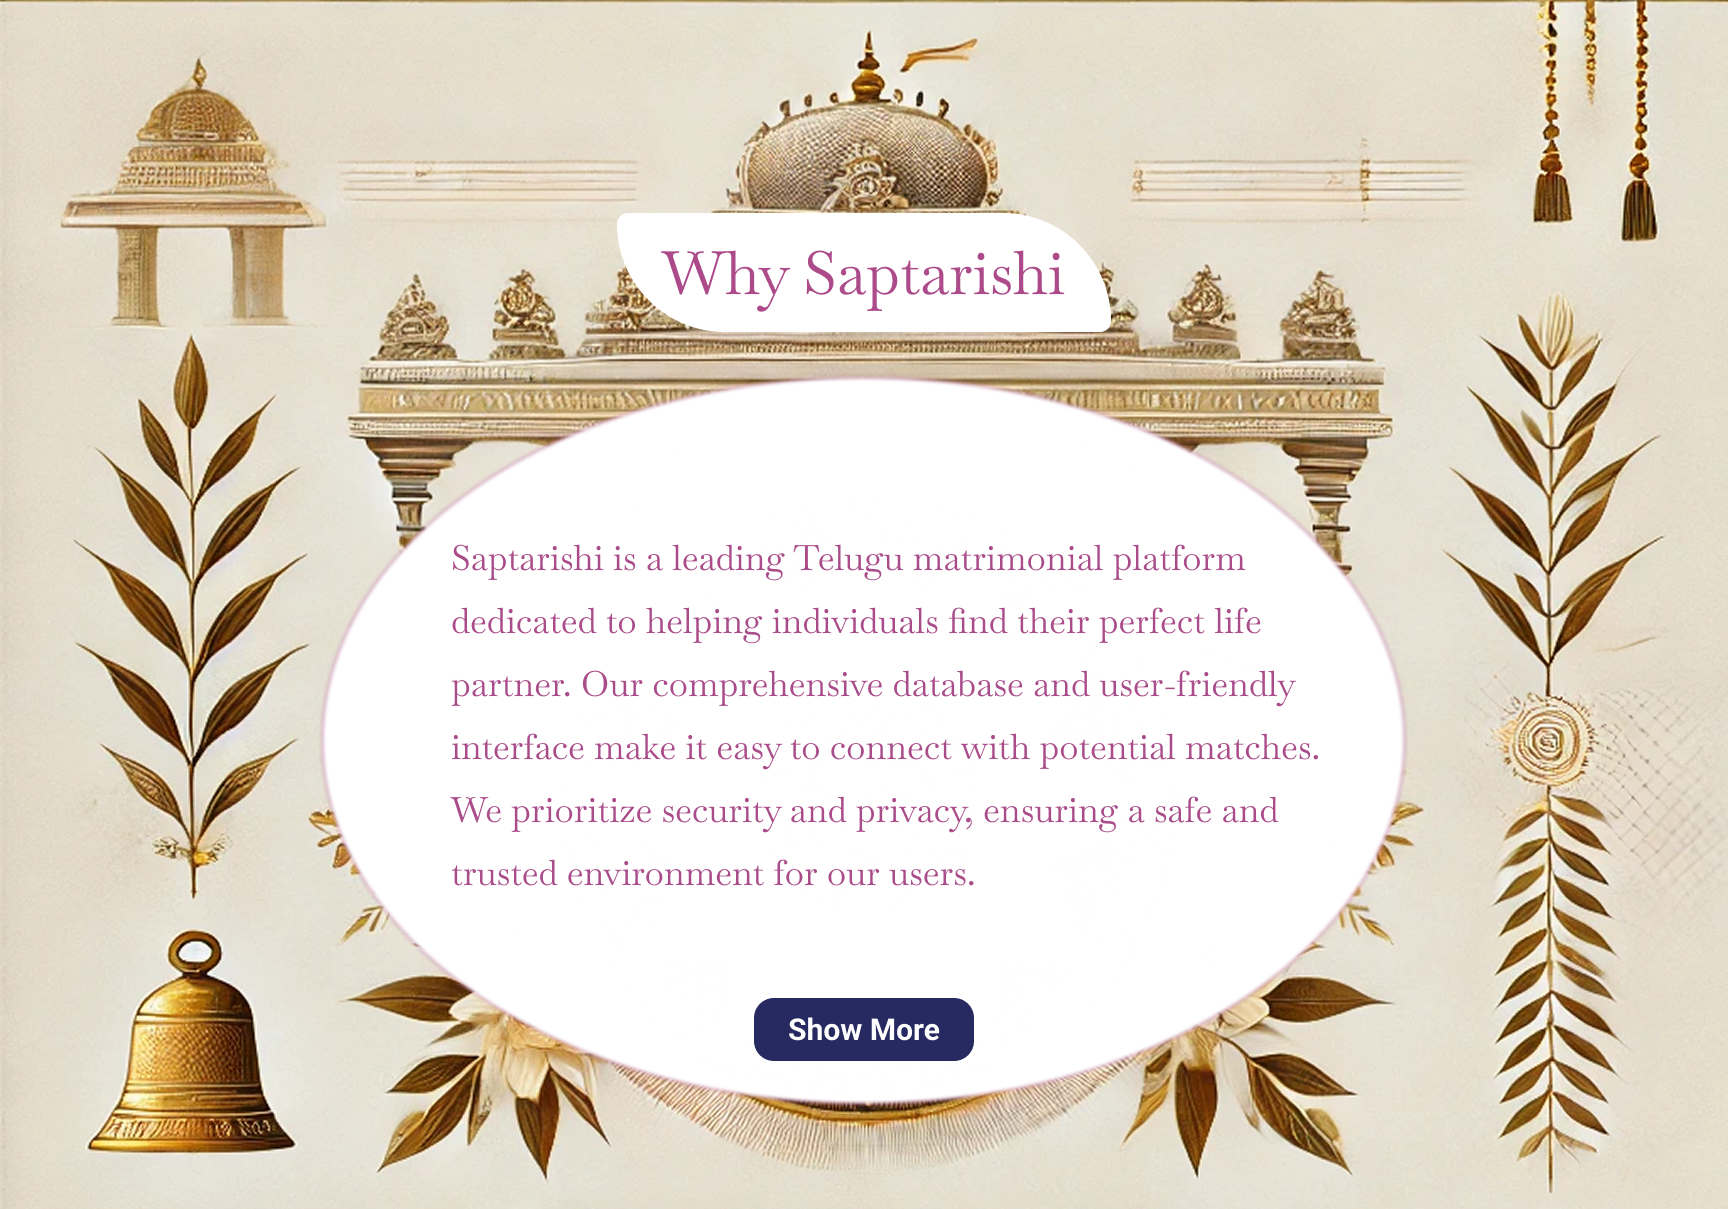 Why Saptarishi
Saptarishi is a leading Telugu matrimonial platform
dedicated to helping individuals find their perfect life
partner. Our comprehensive database and user-friendly
interface make it easy to connect with potential matches.
We prioritize security and privacy, ensuring a safe and
trusted environment for our users.
Show More